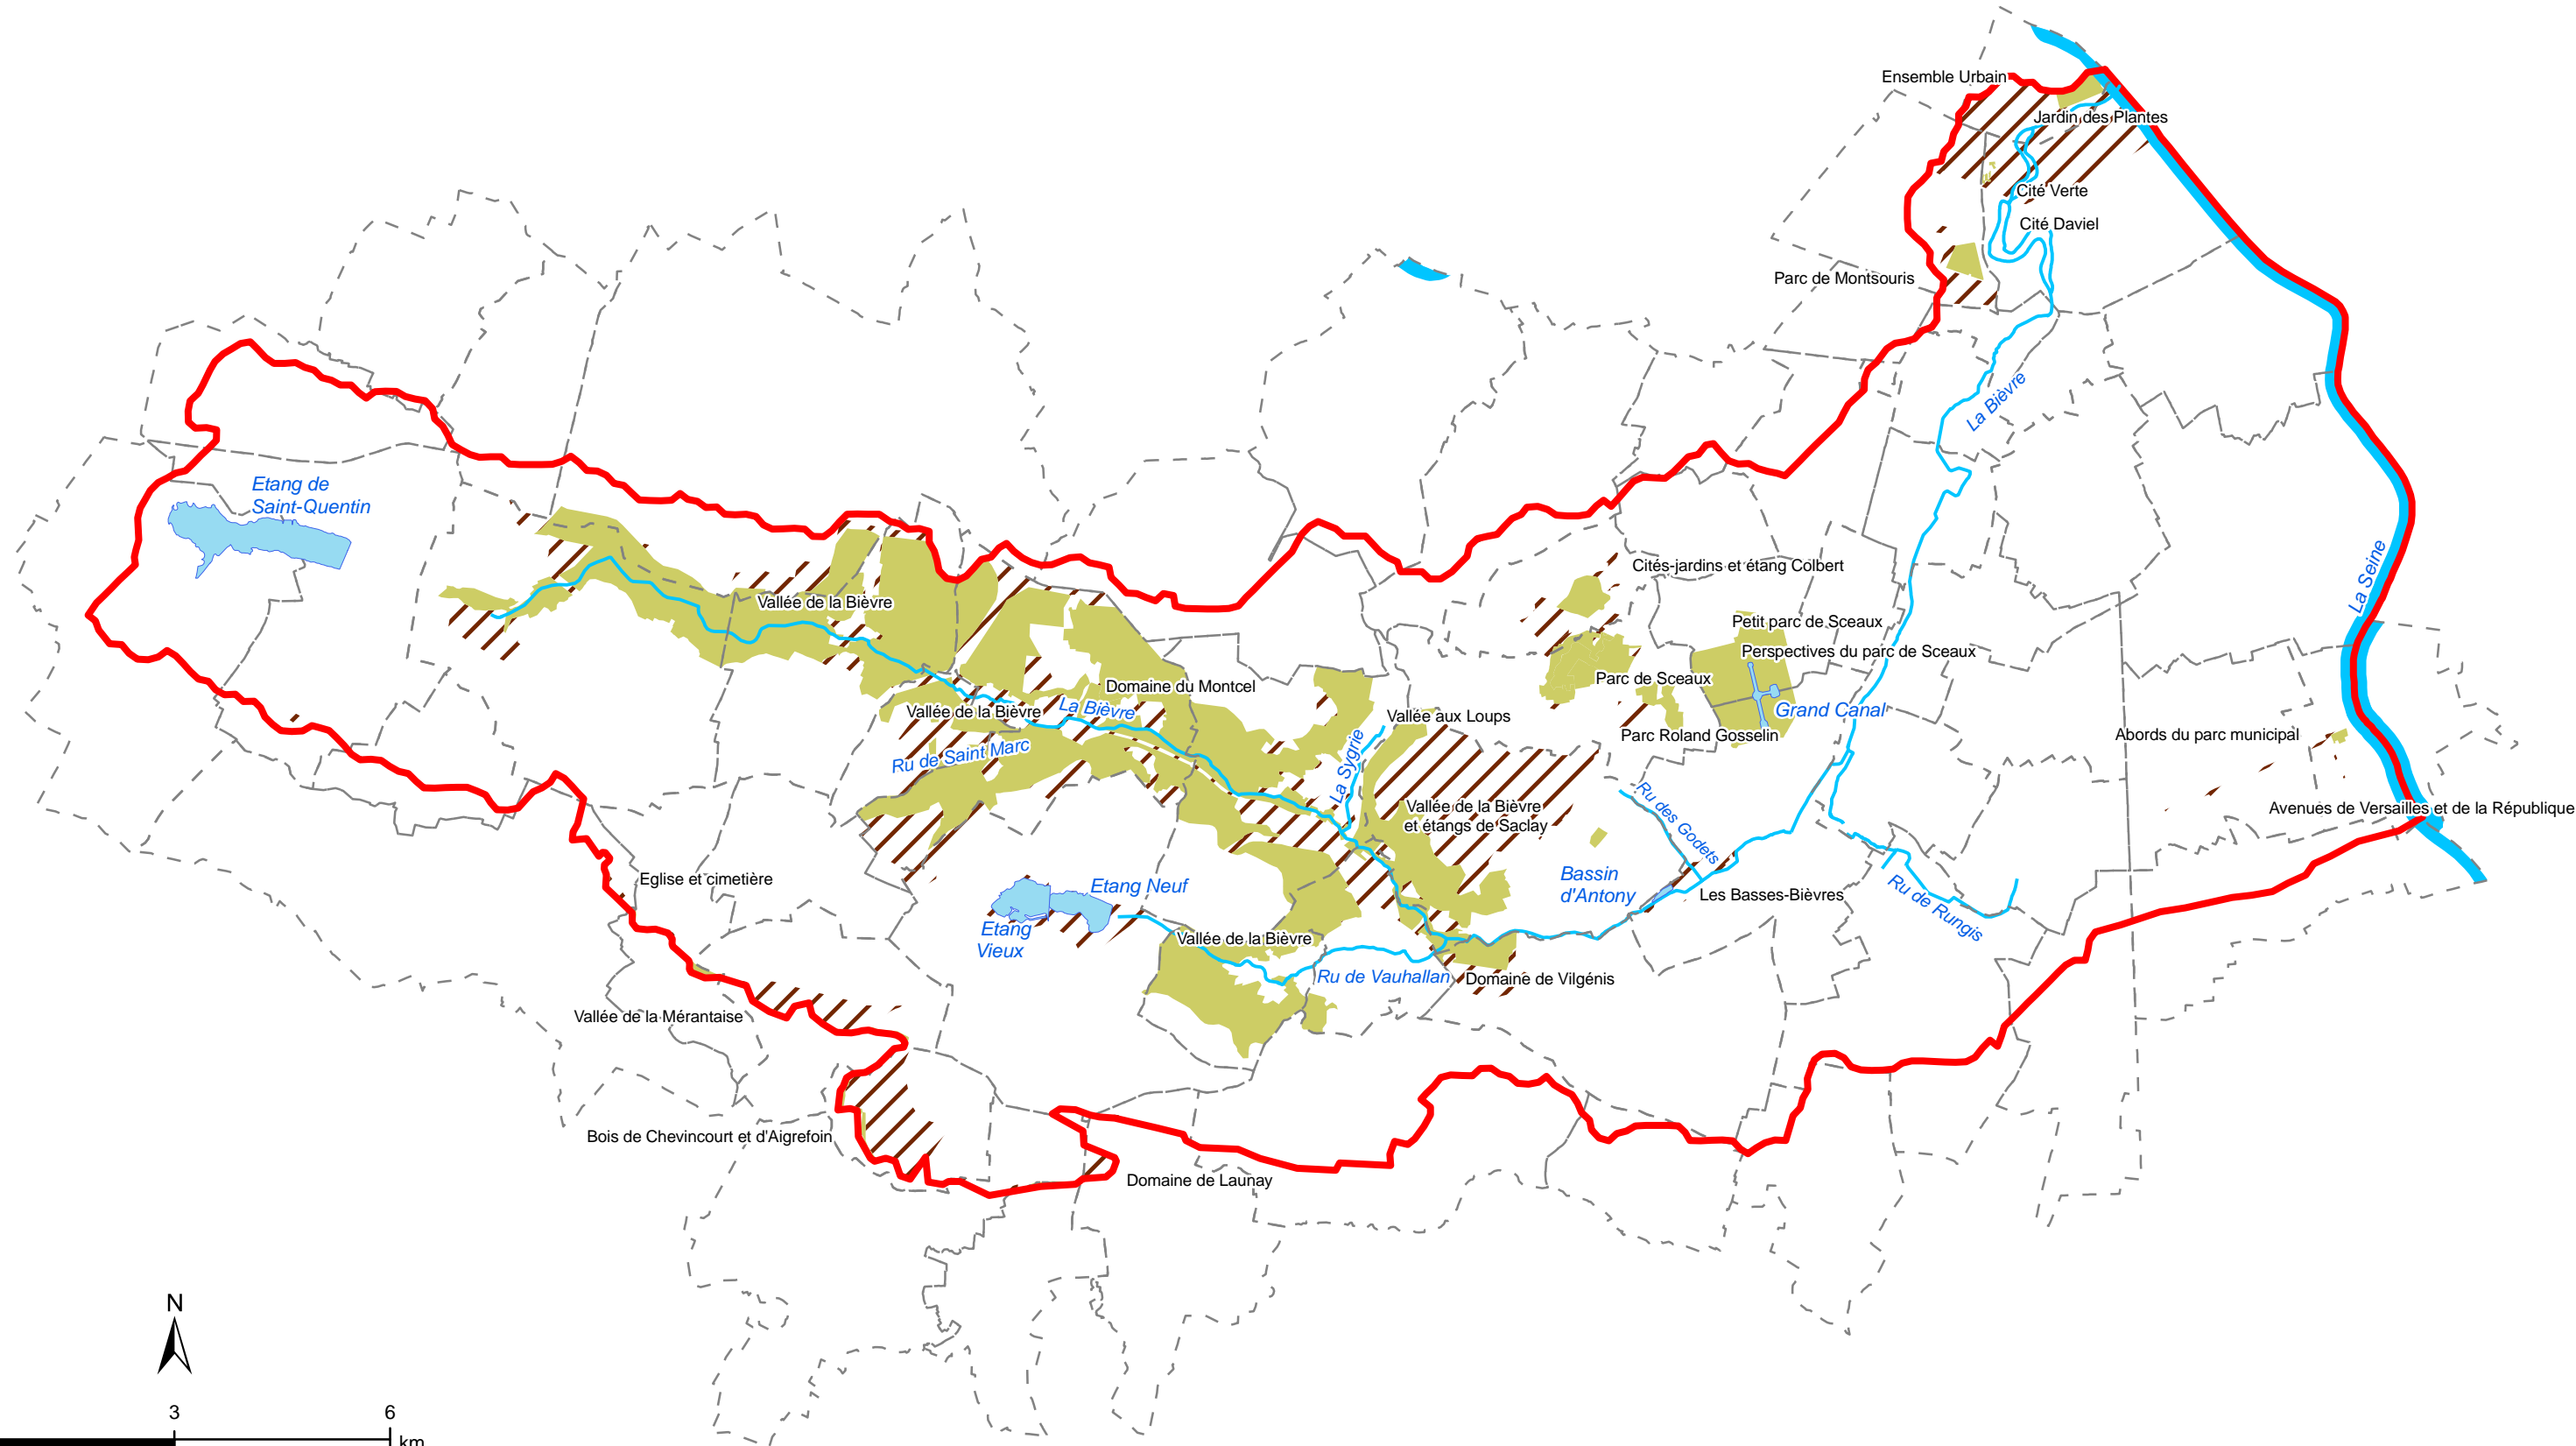 Ensemble Urbain
Jardin des Plantes
Cité Verte
Cité Daviel
Parc de Montsouris
La Bièvre
Etang de
Saint-Quentin
La Seine
Cités-jardins et étang Colbert
Vallée de la Bièvre
Petit parc de Sceaux
Perspectives du parc de Sceaux
Parc de Sceaux
Domaine du Montcel
Vallée de la Bièvre
La Bièvre
Grand Canal
Vallée aux Loups
Parc Roland Gosselin
Abords du parc municipal
Ru de Saint Marc
La Sygrie
Vallée de la Bièvre
et étangs de Saclay
Ru des Godets
Avenues de Versailles et de la République
Eglise et cimetière
Etang Neuf
Bassin
d'Antony
Les Basses-Bièvres
Ru de Rungis
Etang
Vieux
Vallée de la Bièvre
Ru de Vauhallan
Domaine de Vilgénis
Vallée de la Mérantaise
Bois de Chevincourt et d'Aigrefoin
Domaine de Launay
N
3 6
km